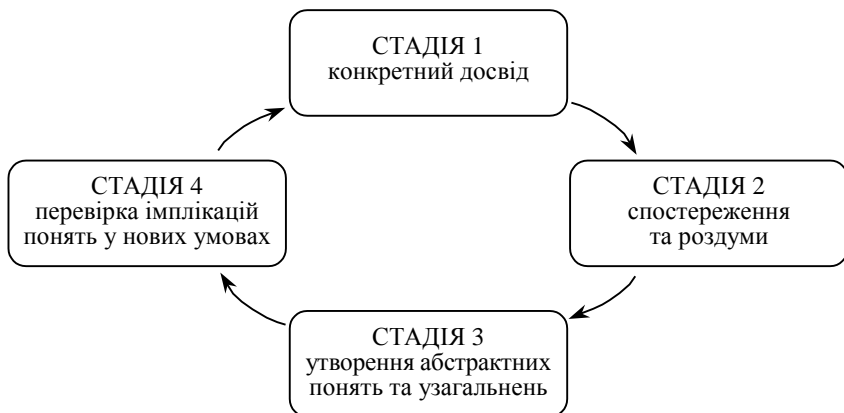 СТАДІЯ 1
конкретний досвід
СТАДІЯ 2
спостереження
та роздуми
СТАДІЯ 3
утворення абстрактних
понять та узагальнень
СТАДІЯ 4
перевірка імплікацій
понять у нових умовах